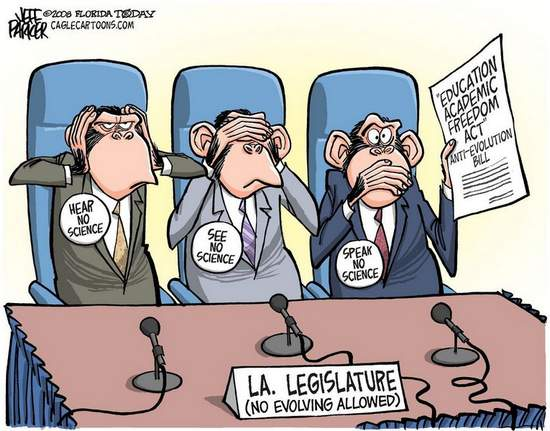 JEFF
PARKER
©2008 FLORIDA TODAY
CAGLECARTOONS.COM
HEAR
NO
SCIENCE
SEE
NO
SCIENCE
SPEAK
NO
SCIENCE
"EDUCATION
ACADEMIC
FREEDOM
ACT"
ANTI-EVOLUTION
BILL
LA. LEGISLATURE
(NO EVOLVING ALLOWED)